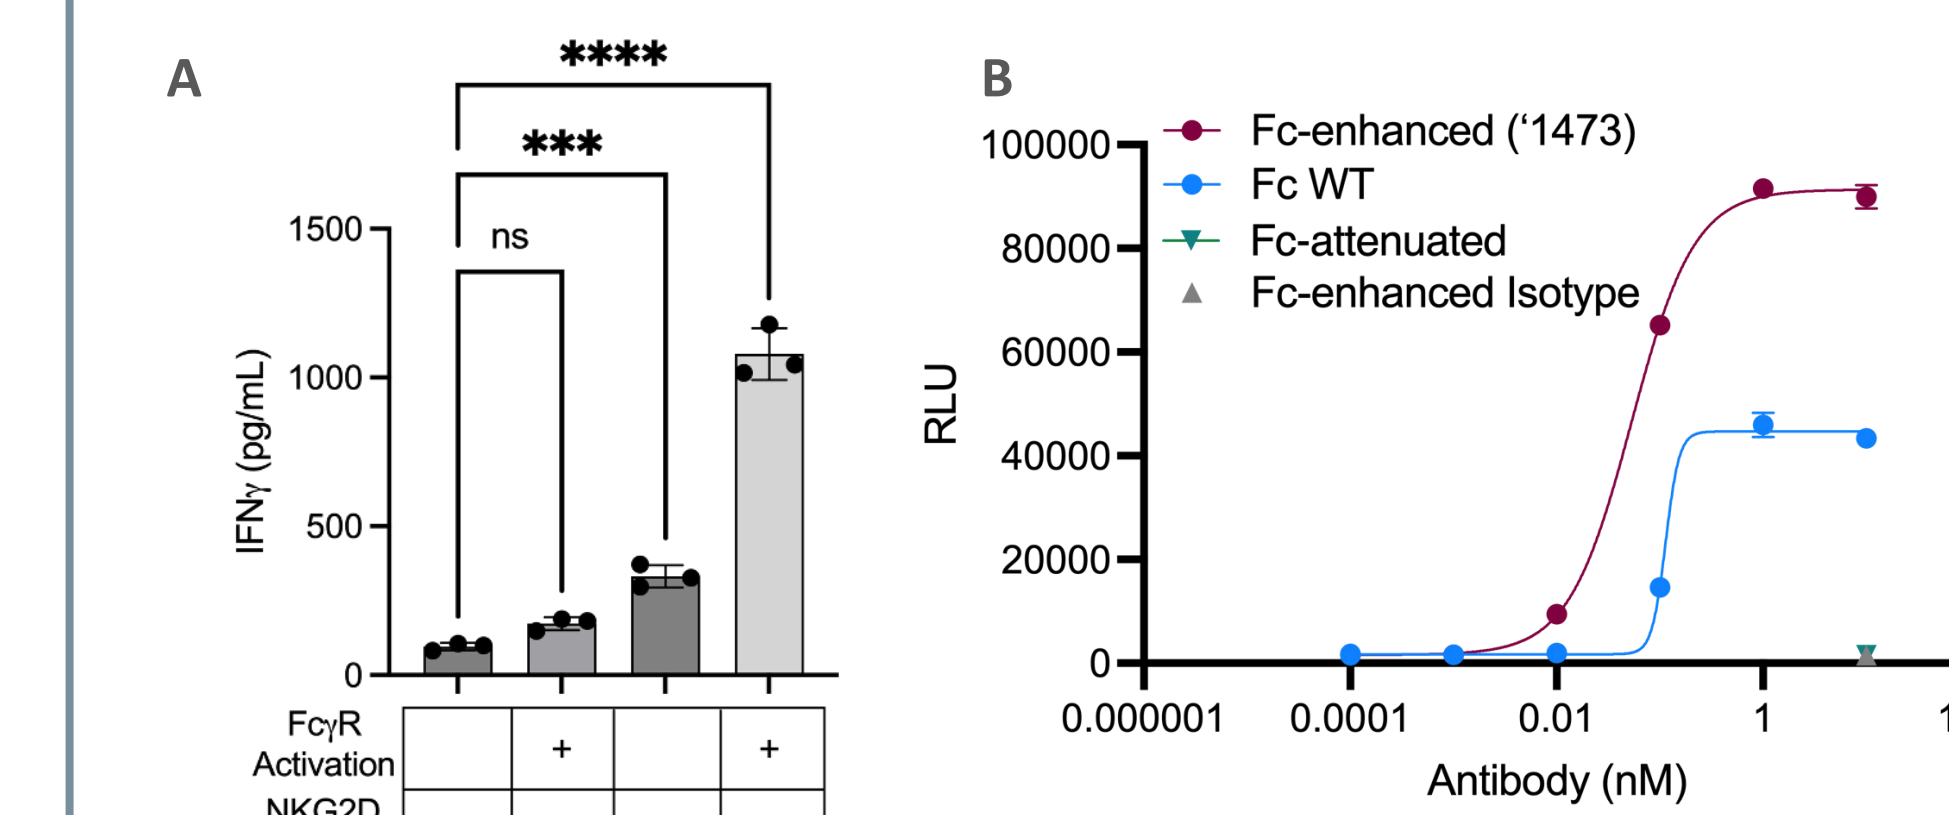 A
****
***
ns
1500
1000
500
0
IFNγ (pg/mL)
FcγR
Activation
+
+
NKG2D
B
Fc-enhanced (‘1473)
Fc WT
Fc-attenuated
Fc-enhanced Isotype
100000
80000
60000
40000
20000
0
RLU
0.000001
0.0001
0.01
1
Antibody (nM)